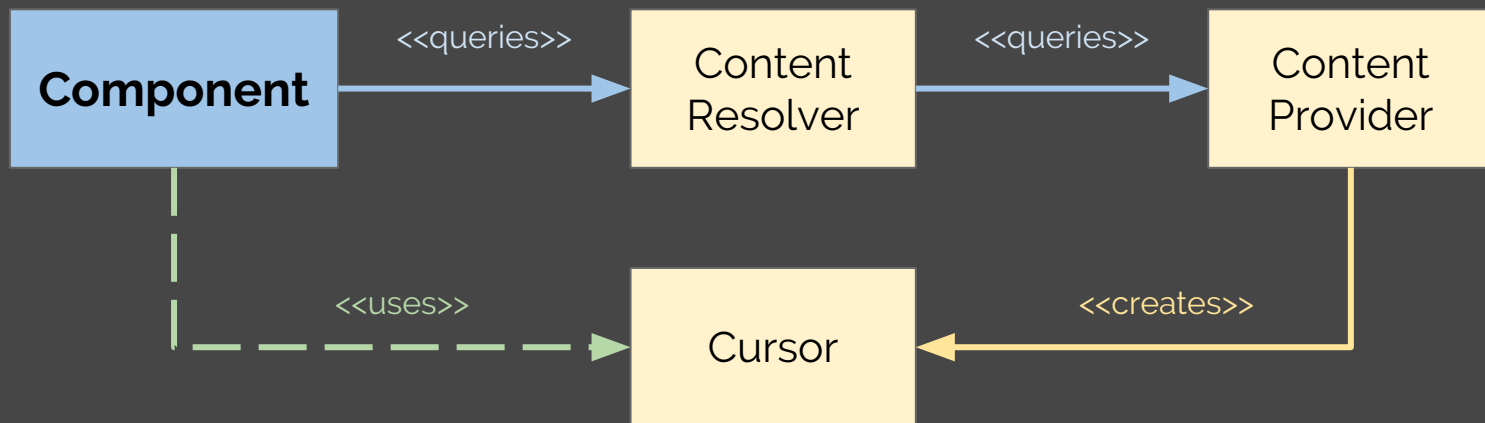 <<queries>>
<<queries>>
Component
Content
Resolver
Content
Provider
<<uses>>
<<creates>>
Cursor